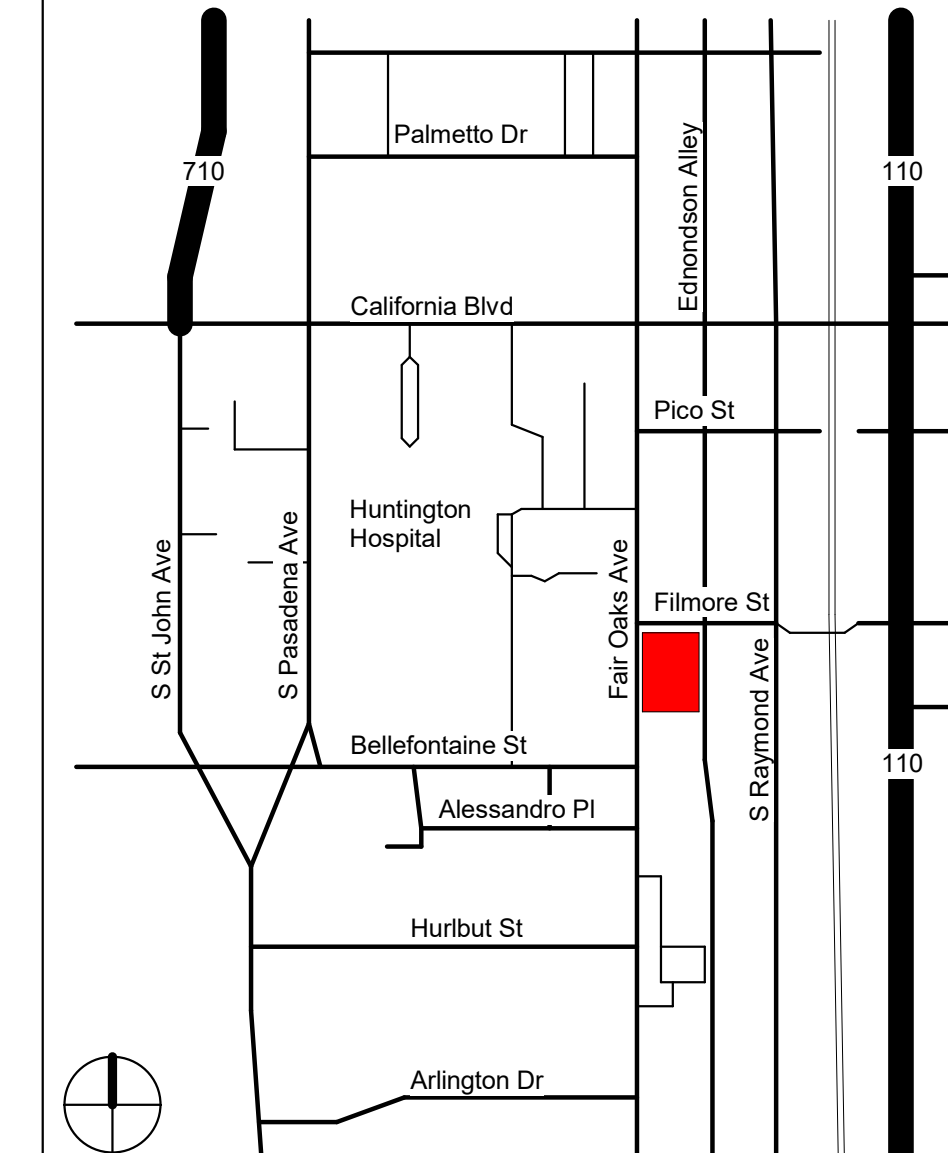 Palmetto Dr
Ednondson Alley
710
110
California Blvd
Pico St
Huntington
Hospital
S St John Ave
S Pasadena Ave
Fair Oaks Ave
Filmore St
S Raymond Ave
Bellefontaine St
110
Alessandro Pl
Hurlbut St
Arlington Dr